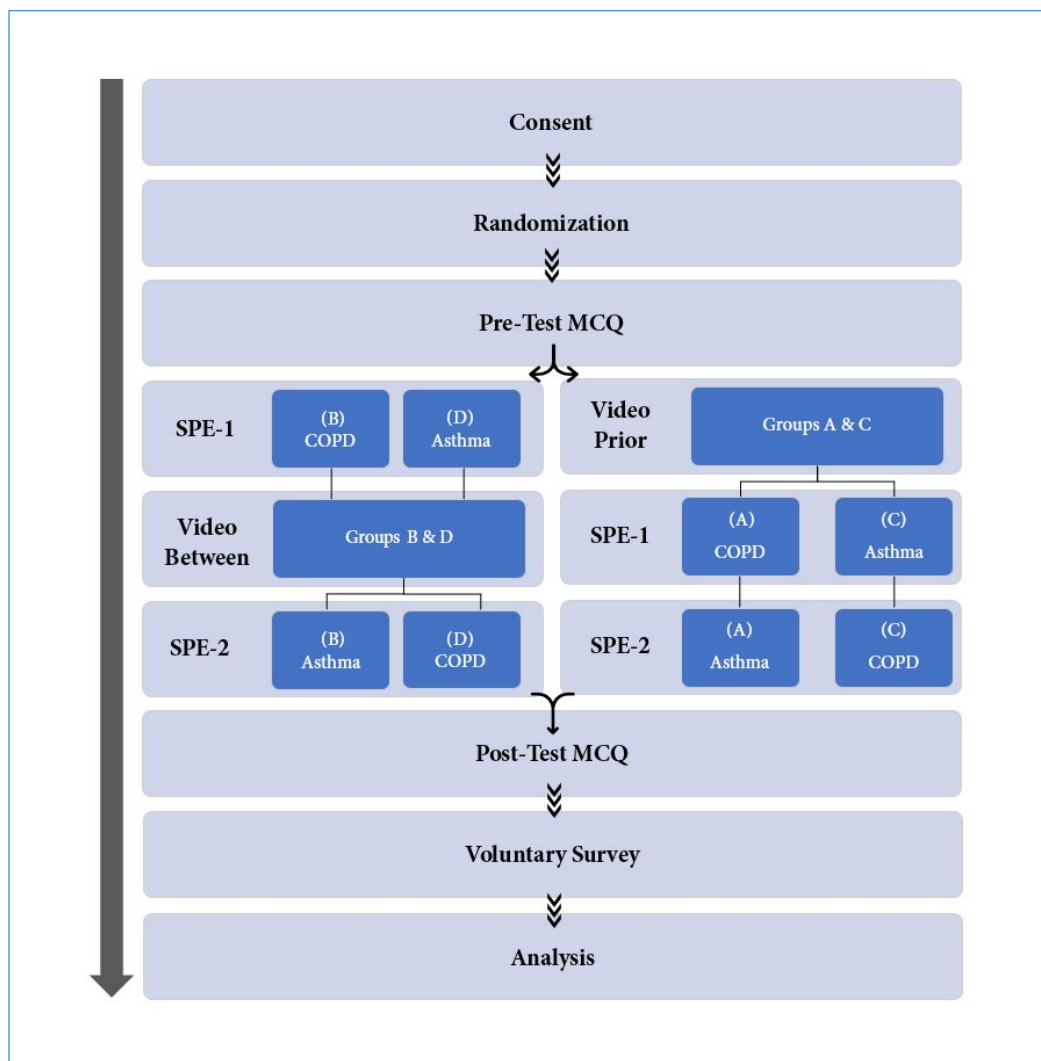 Consent
Randomization
Pre-Test MCQ
SPE-1
(B)
COPD
(D)
Asthma
Video
Between
Groups B & D
SPE-2
(B)
Asthma
(D)
COPD
Video
Prior
Groups A & C
SPE-1
(A)
COPD
(C)
Asthma
SPE-2
(A)
Asthma
(C)
COPD
Post-Test MCQ
Voluntary Survey
Analysis